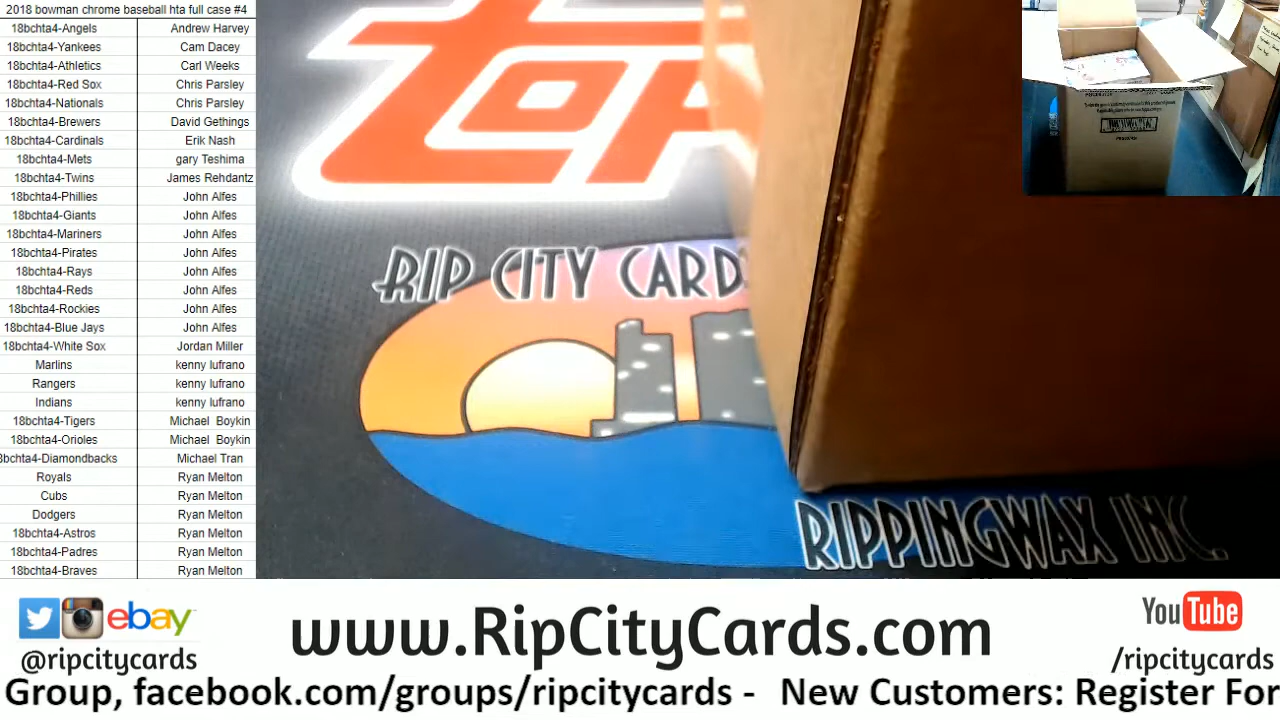 2018 bowman chrome baseball hta full case #4
18bchta4-Angels Andrew Harvey
18bchta4-Yankees Cam Dacey
18bchta4-Athletics Carl Weeks
18bchta4-Red Sox Chris Parsley
18bchta4-Nationals Chris Parsley
18bchta4-Brewers David Gethings
18bchta4-Cardinals Erik Nash
18bchta4-Mets gary Teshima
18bchta4-Twins James Rehdantz
18bchta4-Phillies John Alfes
18bchta4-Giants John Alfes
18bchta4-Mariners John Alfes
18bchta4-Pirates John Alfes
18bchta4-Rays John Alfes
18bchta4-Reds John Alfes
18bchta4-Rockies John Alfes
18bchta4-Blue Jays John Alfes
18bchta4-White Sox Jordan Miller
Marlins kenny lufrano
Rangers kenny lufrano
Indians kenny lufrano
18bchta4-Tigers Michael Boykin
18bchta4-Orioles Michael Boykin
8bchta4-Diamondbacks Michael Tran
Royals Ryan Melton
Cubs Ryan Melton
Dodgers Ryan Melton
18bchta4-Astros Ryan Melton
18bchta4-Padres Ryan Melton
18bchta4-Braves Ryan Melton
top
RIP CITY CARDS
RIPPINGWAX INC.
ebay
@ripcitycards
www.RipCityCards.com
YouTube
/ripcitycards
Group, facebook.com/groups/ripcitycards - New Customers: Register For